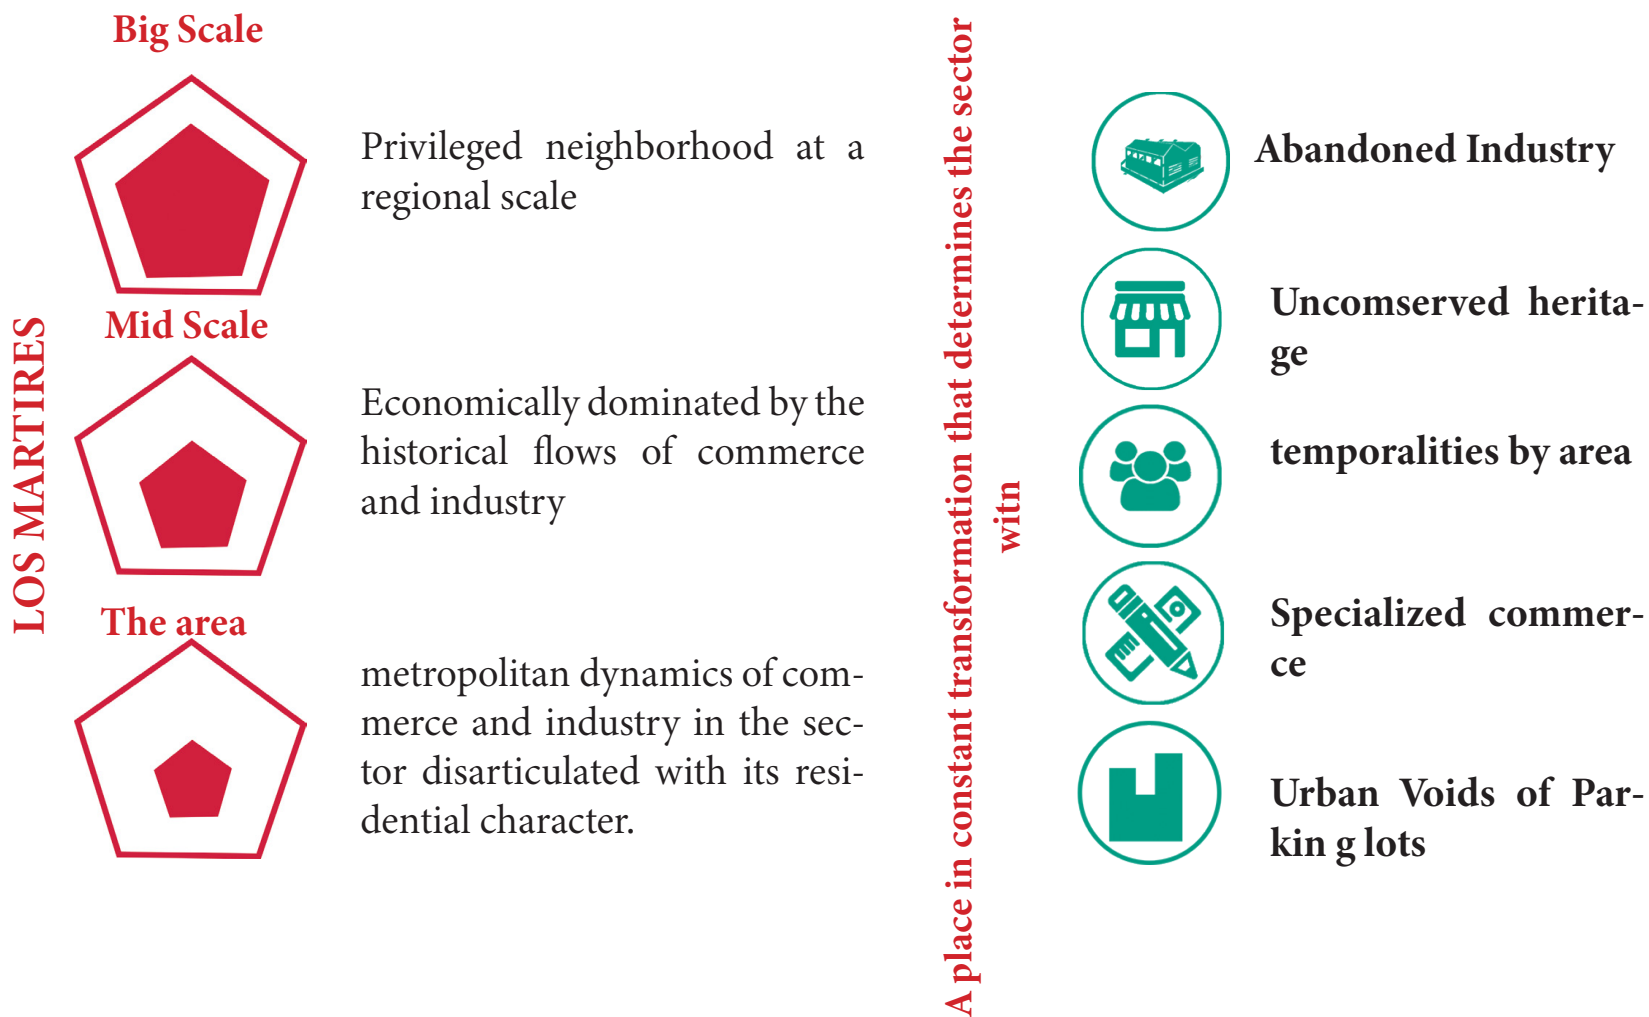 LOS MARTIRES
Big Scale
Privileged neighborhood at a
regional scale
Mid Scale
Economically dominated by the
historical flows of commerce
and industry
The area
metropolitan dynamics of com-
merce and industry in the sec-
tor disarticulated with its resi-
dential character.
A place in constant transformation that determines the sector
witn
Abandoned Industry
Uncomserved herita-
ge
temporalities by area
Specialized commer-
ce
Urban Voids of Par-
kin g lots